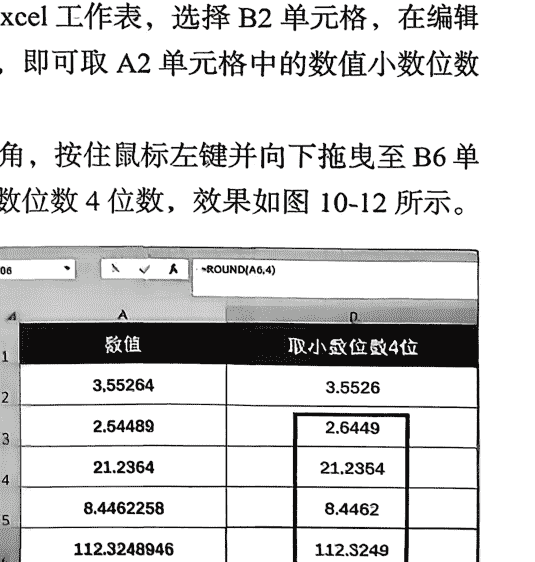 xcel 工作表，选择 B2 单元格，在编辑
，即可取 A2 单元格中的数值小数位数
角，按住鼠标左键并向下拖曳至 B6 单
数位数 4 位数，效果如图 10-12 所示。
06 =ROUND(A6,4)
A
1 数值 取小数位数4位
2 3.55264 3.5526
3 2.54489 2.6449
4 21.2364 21.2354
5 8.4462258 8.4462
112.3248946 112.3249